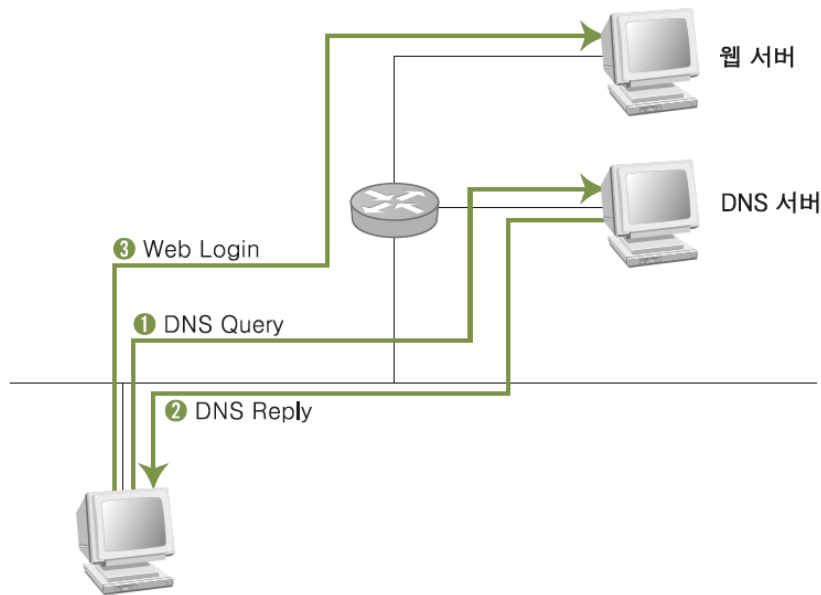 웹 서버
DNS 서버
❸ Web Login
❶ DNS Query
❷ DNS Reply